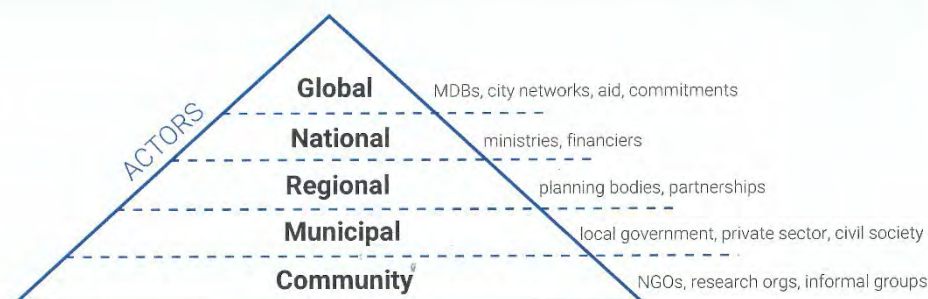 ACTORS
Global MDBs, city networks, aid, commitments
National ministries, financiers
Regional planning bodies, partnerships
Municipal local government, private sector, civil society
Community NGOs, research orgs, informal groups